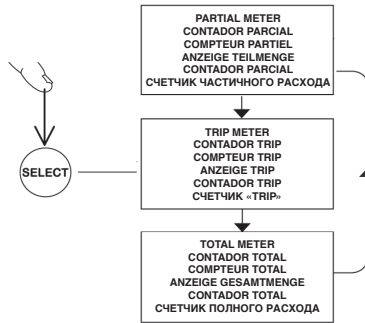 PARTIAL METER
CONTADOR PARCIAL
COMPTEUR PARTIEL
ANZEIGE TEILMENGE
CONTADOR PARCIAL
СЧЕТЧИК ЧАСТИЧНОГО РАСХОДА
SELECT
TRIP METER
CONTADOR TRIP
COMPTEUR TRIP
ANZEIGE TRIP
CONTADOR TRIP
СЧЕТЧИК «TRIP»
TOTAL METER
CONTADOR TOTAL
COMPTEUR TOTAL
ANZEIGE GESAMTMENGE
CONTADOR TOTAL
СЧЕТЧИК ПОЛНОГО РАСХОДА